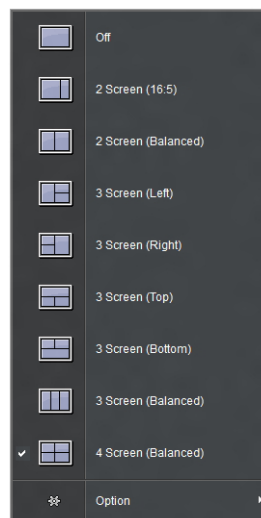 Off
2 Screen (16:5)
2 Screen (Balanced)
3 Screen (Left)
3 Screen (Right)
3 Screen (Top)
3 Screen (Bottom)
3 Screen (Balanced)
4 Screen (Balanced)
Option